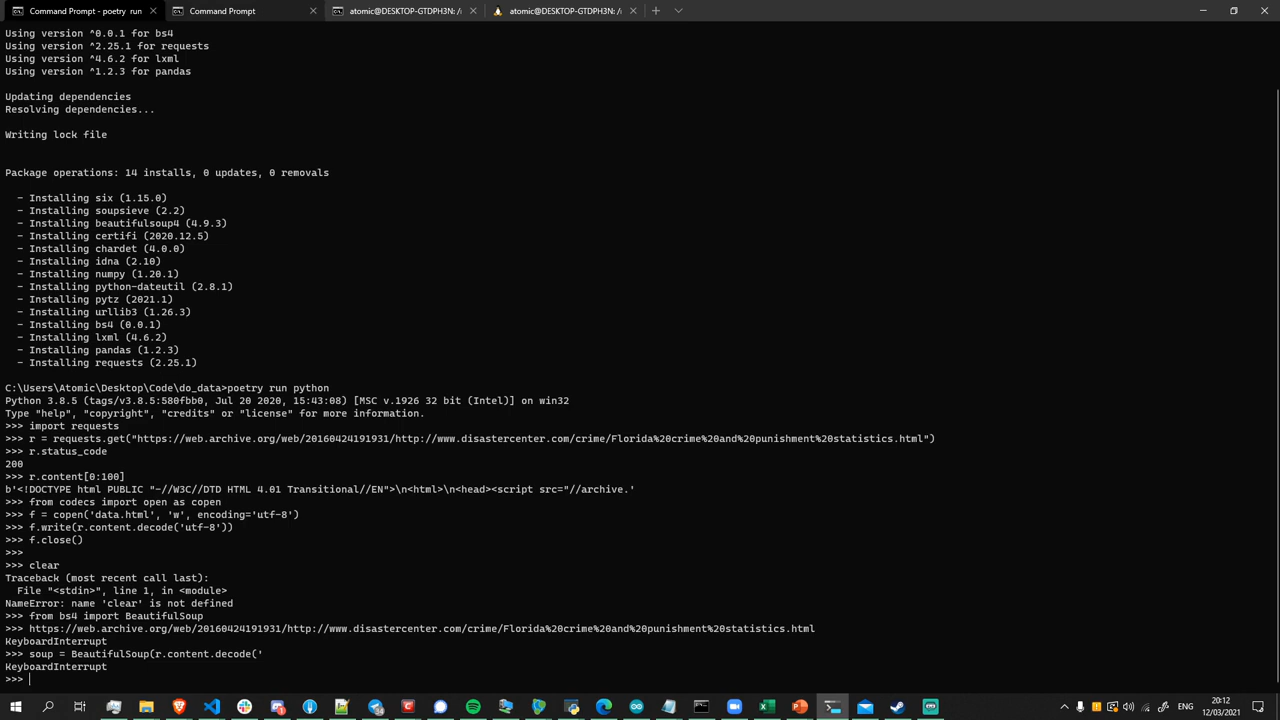 Command Prompt - poetry run
Command Prompt
atomic@DESKTOP-GTDPH3N: /
atomic@DESKTOP-GTDPH3N: /
Using version ^0.0.1 for bs4
Using version ^2.25.1 for requests
Using version ^4.6.2 for lxml
Using version ^1.2.3 for pandas
Updating dependencies
Resolving dependencies...
Writing lock file
Package operations: 14 installs, 0 updates, 0 removals
- Installing six (1.15.0)
- Installing soupsieve (2.2)
- Installing beautifulsoup4 (4.9.3)
- Installing certifi (2020.12.5)
- Installing chardet (4.0.0)
- Installing idna (2.10)
- Installing numpy (1.20.1)
- Installing python-dateutil (2.8.1)
- Installing pytz (2021.1)
- Installing urllib3 (1.26.3)
- Installing bs4 (0.0.1)
- Installing lxml (4.6.2)
- Installing pandas (1.2.3)
- Installing requests (2.25.1)
C:\Users\Atomic\Desktop\Code\do_data>poetry run python
Python 3.8.5 (tags/v3.8.5:580fbb0, Jul 20 2020, 15:43:08) [MSC v.1926 32 bit (Intel)] on win32
Type "help", "copyright", "credits" or "license" for more information.
>>> import requests
>>> r = requests.get("https://web.archive.org/web/20160424191931/http://www.disastercenter.com/crime/Florida%20crime%20and%20punishment%20statistics.html")
>>> r.status_code
200
>>> r.content[0:100]
b'<!DOCTYPE html PUBLIC "-//W3C//DTD HTML 4.01 Transitional//EN">\n<html>\n<head><script src="//archive.'
>>> from codecs import open as copen
>>> f = copen('data.html', 'w', encoding='utf-8')
>>> f.write(r.content.decode('utf-8'))
>>> f.close()
>>>
>>> clear
Traceback (most recent call last):
File "<stdin>", line 1, in <module>
NameError: name 'clear' is not defined
>>> from bs4 import BeautifulSoup
>>> https://web.archive.org/web/20160424191931/http://www.disastercenter.com/crime/Florida%20crime%20and%20punishment%20statistics.html
KeyboardInterrupt
>>> soup = BeautifulSoup(r.content.decode('
KeyboardInterrupt
>>>
ENG
20:12
12/03/2021